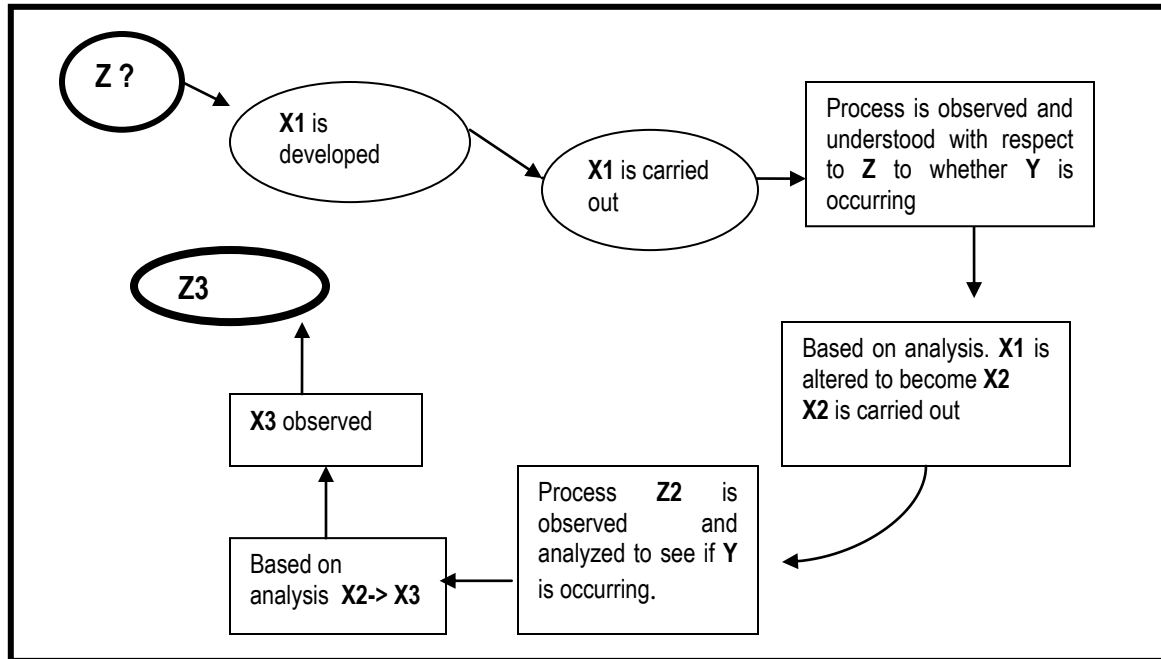 Z ?
X1 is
developed
X1 is carried
out
Process is observed and
understood with respect
to Z to whether Y is
occurring
Based on analysis. X1 is
altered to become X2
X2 is carried out
Process Z2 is
observed and
analyzed to see if Y
is occurring.
Based on
analysis X2-> X3
X3 observed
Z3